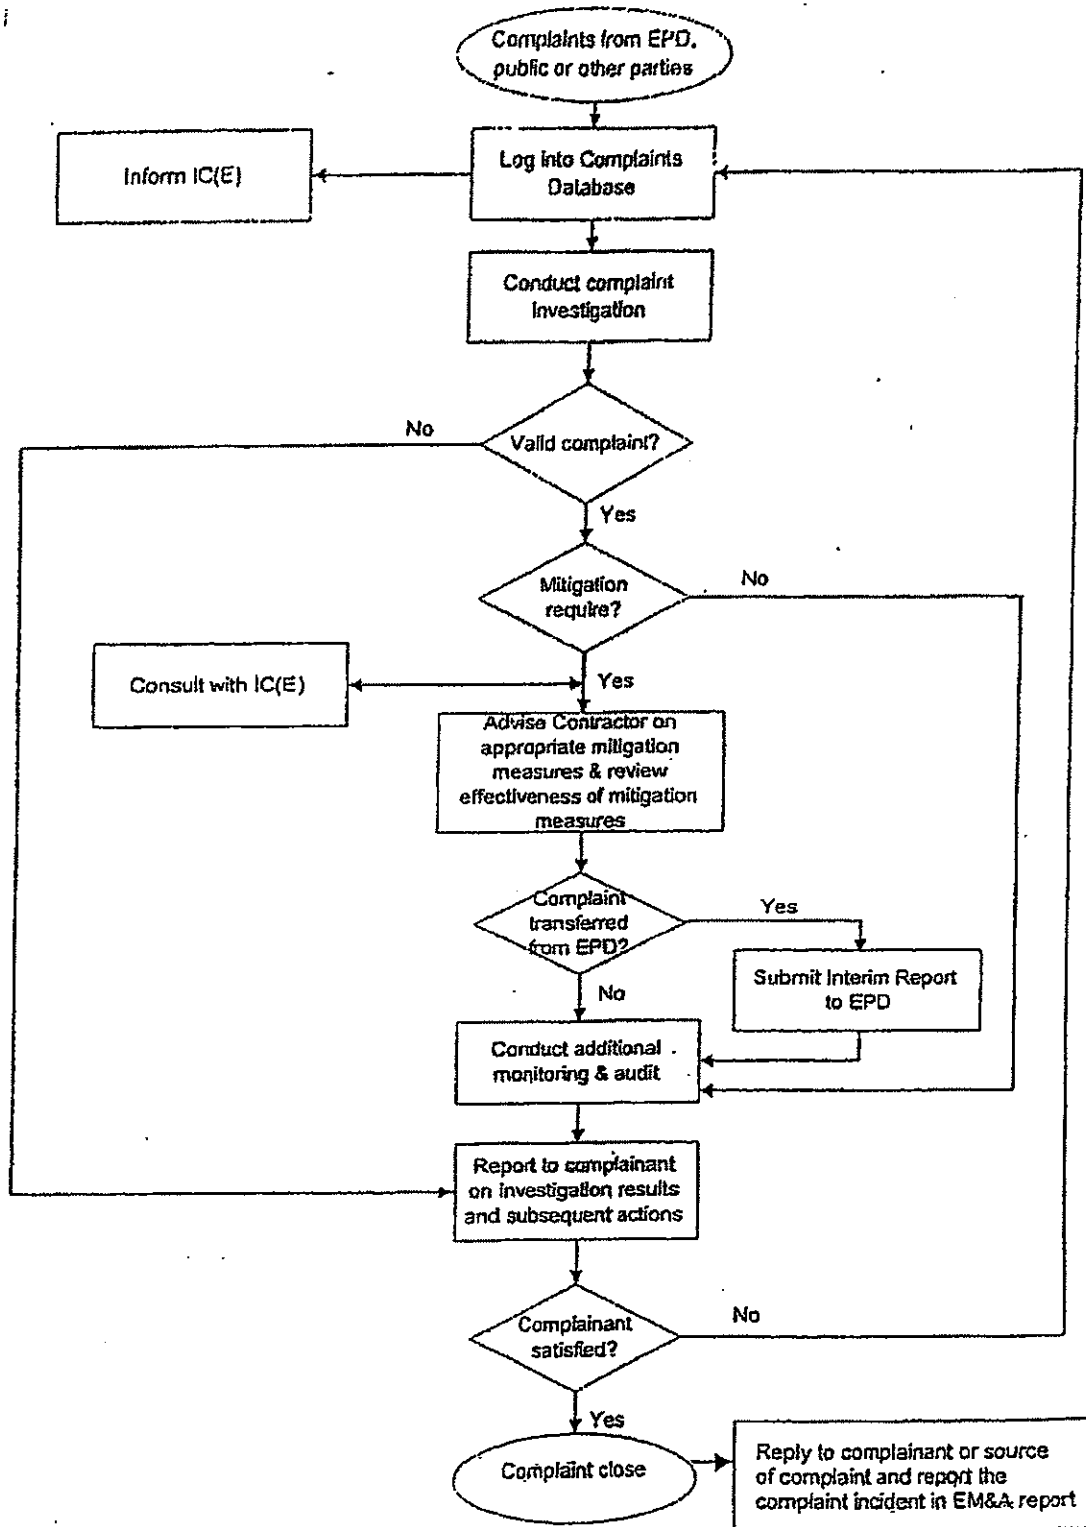 Complaints from EPD,
public or other parties
Inform IC(E)
Log into Complaints
Database
Conduct complaint
Investigation
No
Valid complaint?
Yes
Mitigation
require?
No
Consult with IC(E)
Yes
Advise Contractor on
appropriate mitigation
measures & review
effectiveness of mitigation
measures
Complaint
transferred
from EPD?
Yes
Submit Interim Report
to EPD
No
Conduct additional
monitoring & audit
Report to complainant
on investigation results
and subsequent actions
Complainant
satisfied?
No
Yes
Complaint close
Reply to complainant or source
of complaint and report the
complaint incident in EM&A report